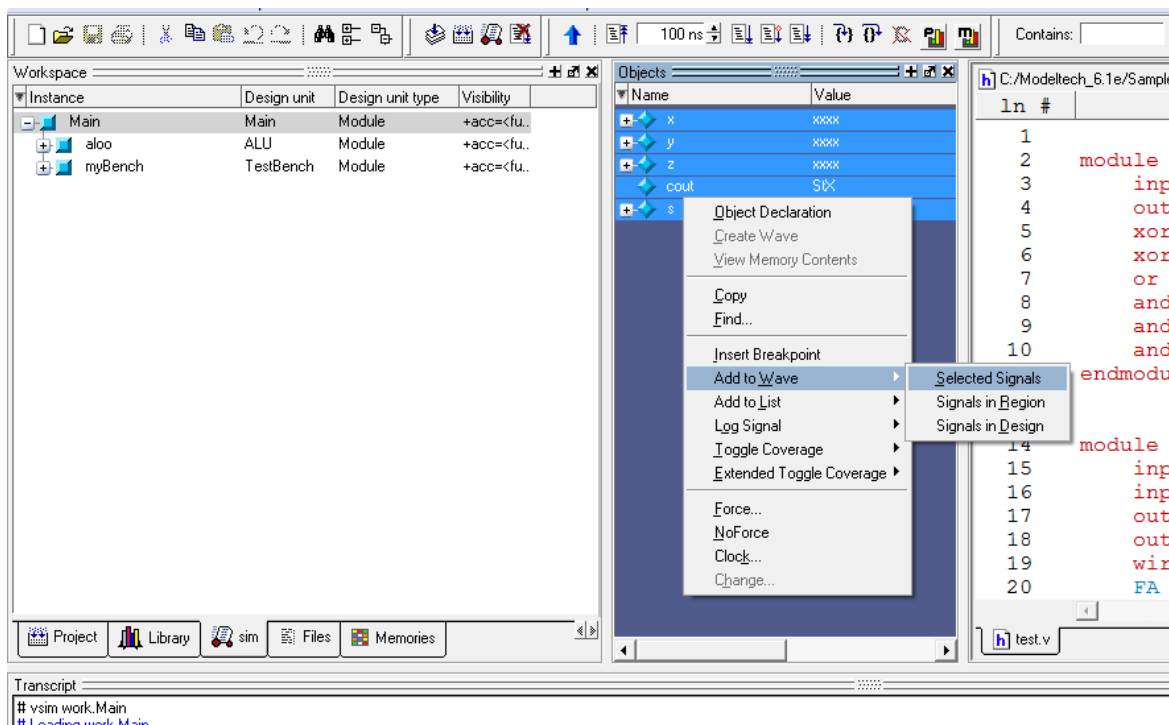 100 ns
Contains:
Workspace
Instance Design unit Design unit type Visibility
Main Main Module +acc=<fu..
aloo ALU Module +acc=<fu..
myBench TestBench Module +acc=<fu..
Project Library sim Files Memories
Objects
Name Value
x xxxx
y xxxx
z xxxx
cout StX
s
Object Declaration
Create Wave
View Memory Contents
Copy
Find...
Insert Breakpoint
Add to Wave
Add to List
Log Signal
Toggle Coverage
Extended Toggle Coverage
Force...
NoForce
Clock...
Change...
Selected Signals
Signals in Region
Signals in Design
h C:/Modeltech_6.1e/Sample
ln #
1
2 module
3 inp
4 out
5 xor
6 xor
7 or
8 and
9 and
10 and
endmodu
14 module
15 inp
16 inp
17 out
18 out
19 wir
20 FA
h test.v
Transcript
# vsim work.Main
# Loading work.Main